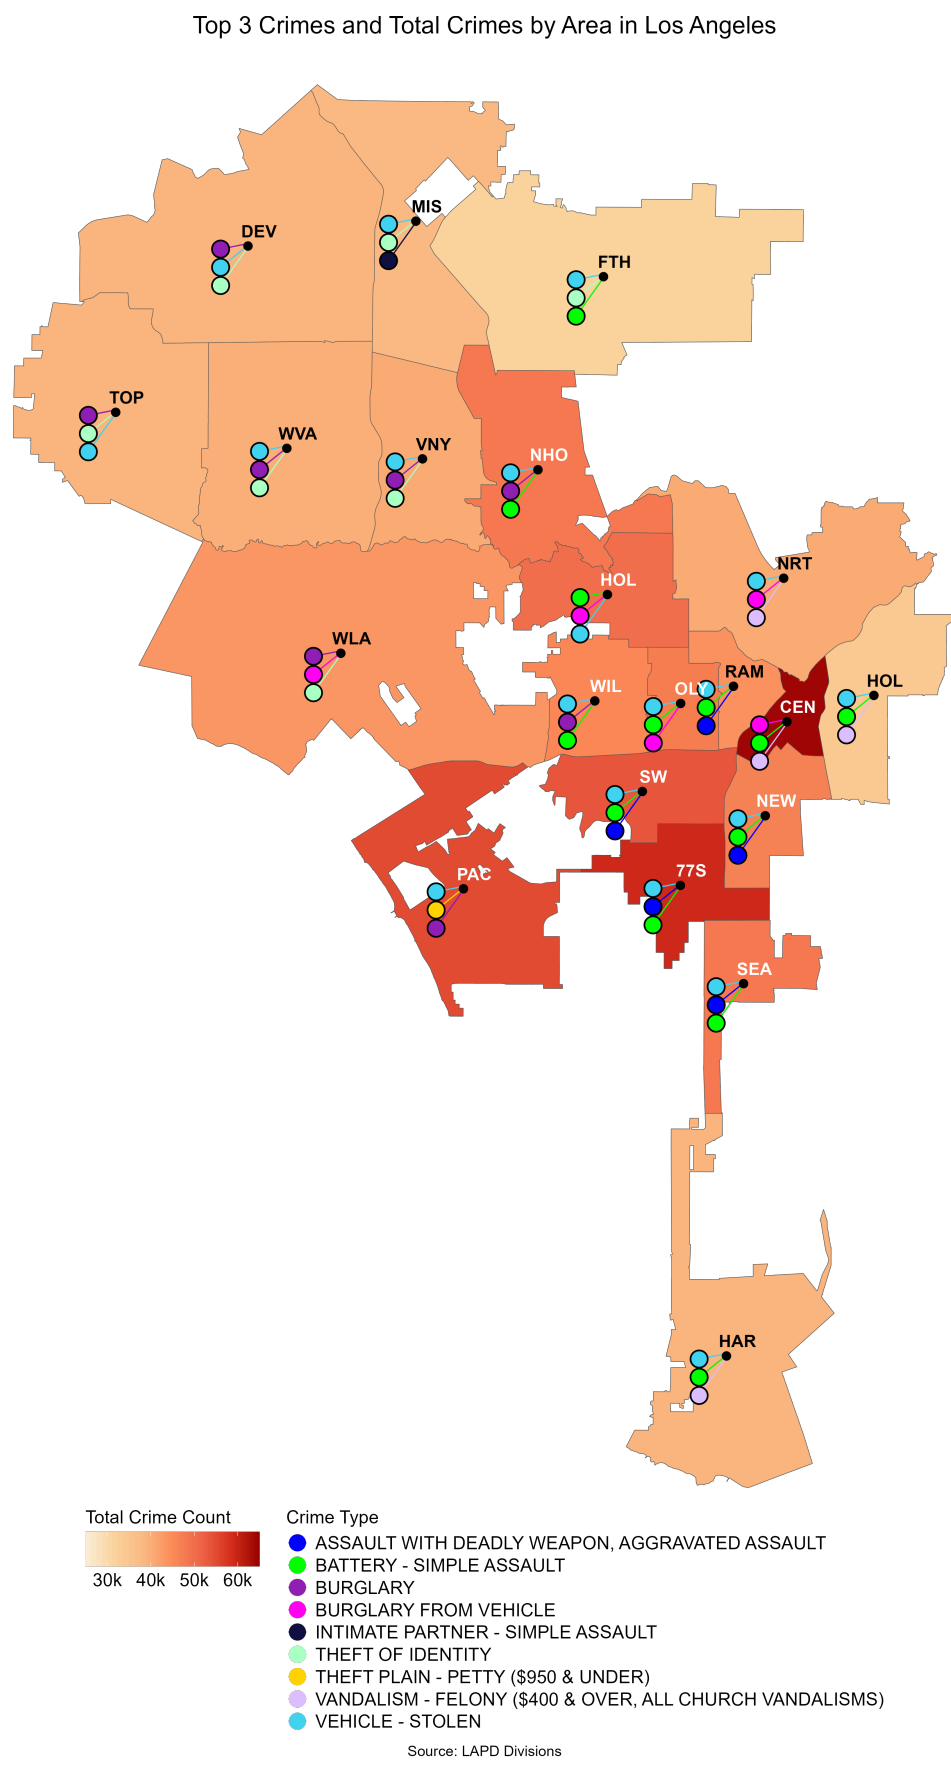 Top 3 Crimes and Total Crimes by Area in Los Angeles
MIS
DEV
FTH
TOP
WVA
VNY
NHO
NRT
HOL
WLA
RAM
HOL
WIL
OLY
CEN
SW
NEW
77S
PAC
SEA
HAR
Total Crime Count
30k 40k 50k 60k
Crime Type
ASSAULT WITH DEADLY WEAPON, AGGRAVATED ASSAULT
BATTERY - SIMPLE ASSAULT
BURGLARY
BURGLARY FROM VEHICLE
INTIMATE PARTNER - SIMPLE ASSAULT
THEFT OF IDENTITY
THEFT PLAIN - PETTY ($950 & UNDER)
VANDALISM - FELONY ($400 & OVER, ALL CHURCH VANDALISMS)
VEHICLE - STOLEN
Source: LAPD Divisions